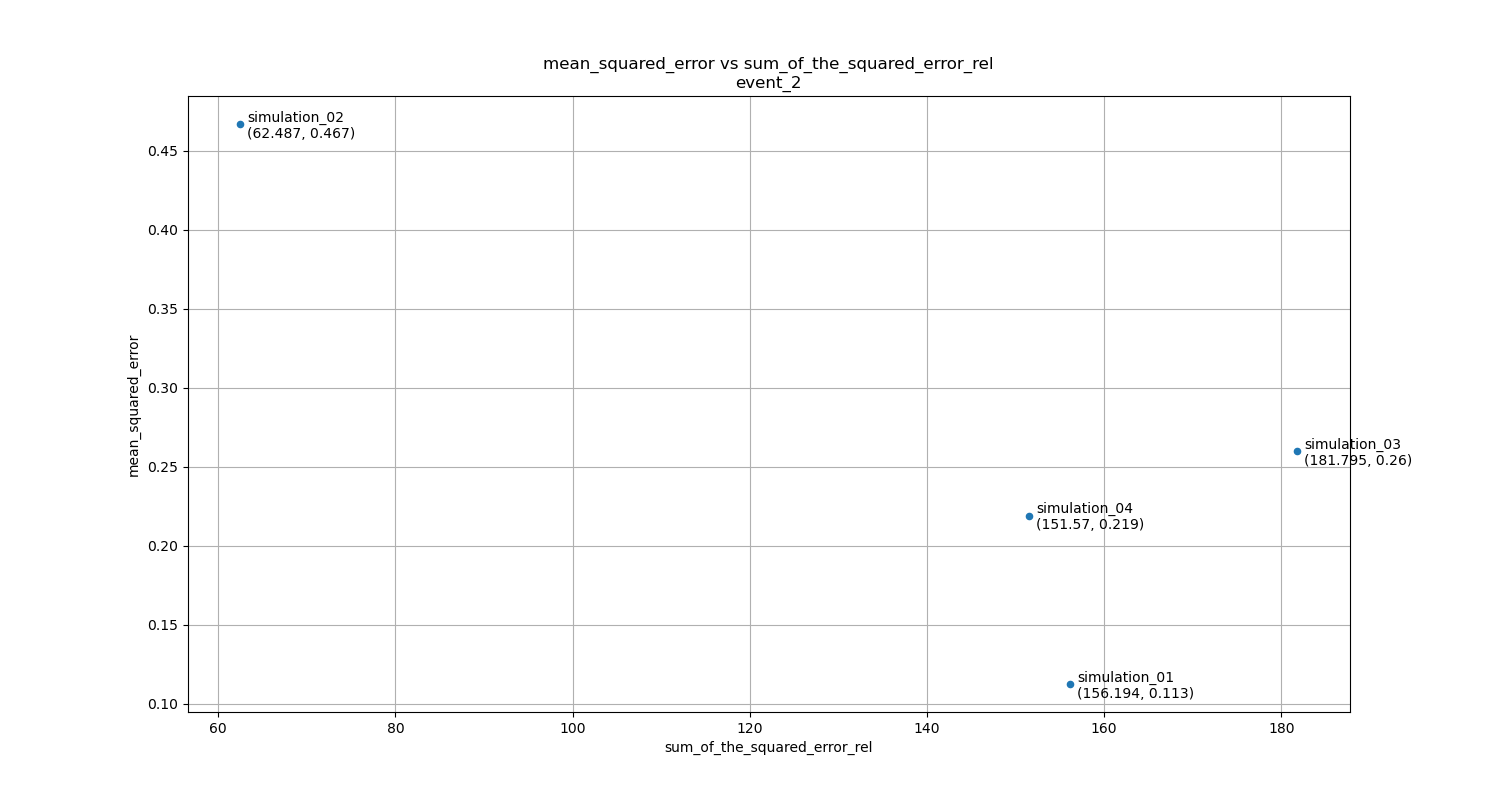 mean_squared_error vs sum_of_the_squared_error_rel
event_2
simulation_02
(62.487, 0.467)
0.45
0.40
0.35
0.30
mean_squared_error
simulation_03
(181.795, 0.26)
0.25
simulation_04
(151.57, 0.219)
0.20
0.15
simulation_01
(156.194, 0.113)
0.10
60 80 100 120 140 160 180
sum_of_the_squared_error_rel